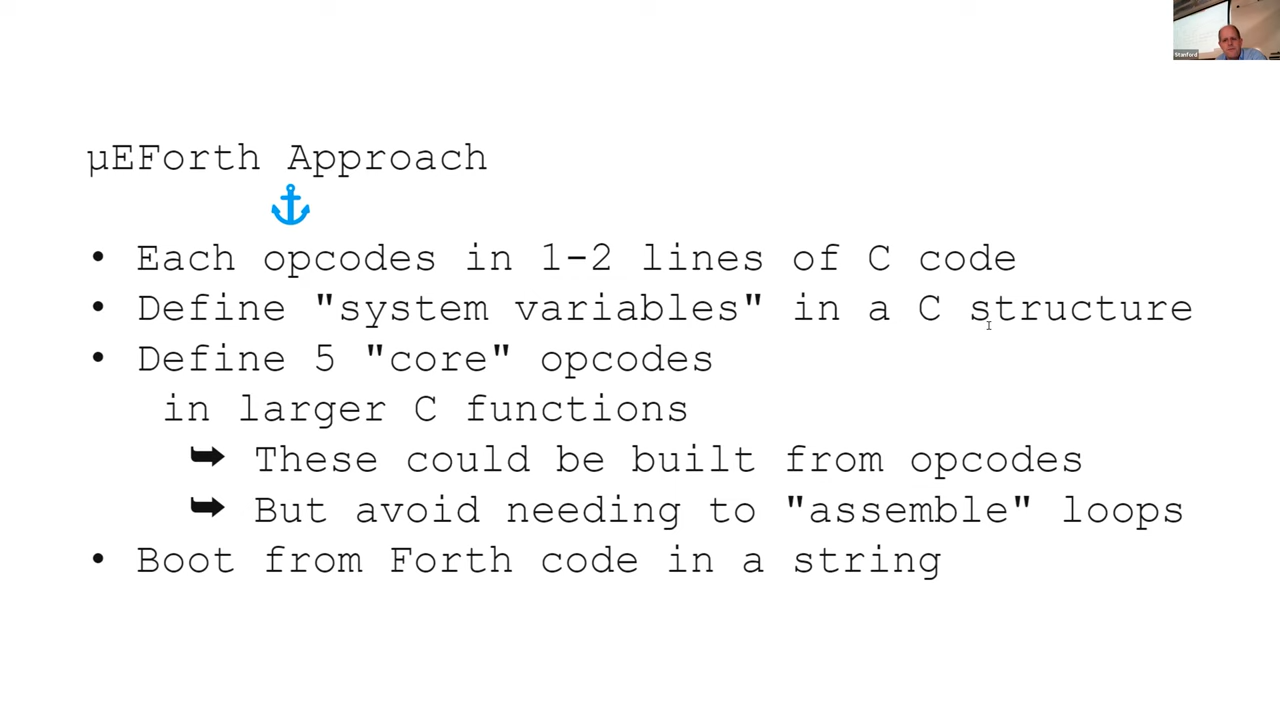 Stanford
µEForth Approach
• Each opcodes in 1-2 lines of C code
• Define "system variables" in a C structure
• Define 5 "core" opcodes
in larger C functions
➥ These could be built from opcodes
➥ But avoid needing to "assemble" loops
• Boot from Forth code in a string